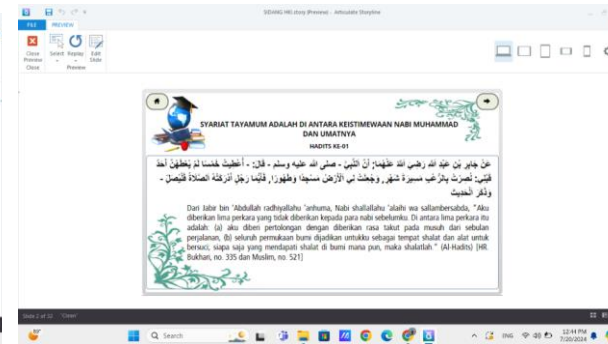 SIDANG MG.story (Preview) - Articulate Storyline
FILE
PREVIEW
Close Preview
Select
Replay
Edit Slide
Close
Preview
SYARIAT TAYAMUM ADALAH DI ANTARA KEISTIMEWAAN NABI MUHAMMAD
DAN UMATNYA
HADITS KE-01
عَنْ جَابِرِ بْنِ عَبْدِ اللهِ رَضِيَ اللهُ عَنْهُمَا; أَنَّ النَّبِيَّ - صلى الله عليه وسلم - قَالَ: - أُعْطِيتُ خَمْسًا لَمْ يُعْطَهُنَّ أَحَدٌ
قَبْلِي: نُصِرْتُ بِالرُّعْبِ مَسِيرَةَ شَهْرٍ, وَجُعِلَتْ لِي الْأَرْضُ مَسْجِدًا وَطَهُورًا, فَأَيُّمَا رَجُلٍ أَدْرَكَتْهُ الصَّلَاةُ فَلْيُصَلِّ -
وَذَكَرَ الْحَدِيثَ
Dari Jabir bin 'Abdullah radhiyallahu 'anhuma, Nabi shallallahu 'alaihi wa sallambersabda, "Aku
diberikan lima perkara yang tidak diberikan kepada para nabi sebelumku. Di antara lima perkara itu
adalah: (a) aku diberi pertolongan dengan diberikan rasa takut pada musuh dari sebulan
perjalanan, (b) seluruh permukaan bumi dijadikan untukku sebagai tempat shalat dan alat untuk
bersuci, siapa saja yang mendapati shalat di bumi mana pun, maka shalatlah." (Al-Hadits) [HR.
Bukhari, no. 335 dan Muslim, no. 521]
Slide 2 of 32
Search
ENG
12:44 PM
7/20/2024